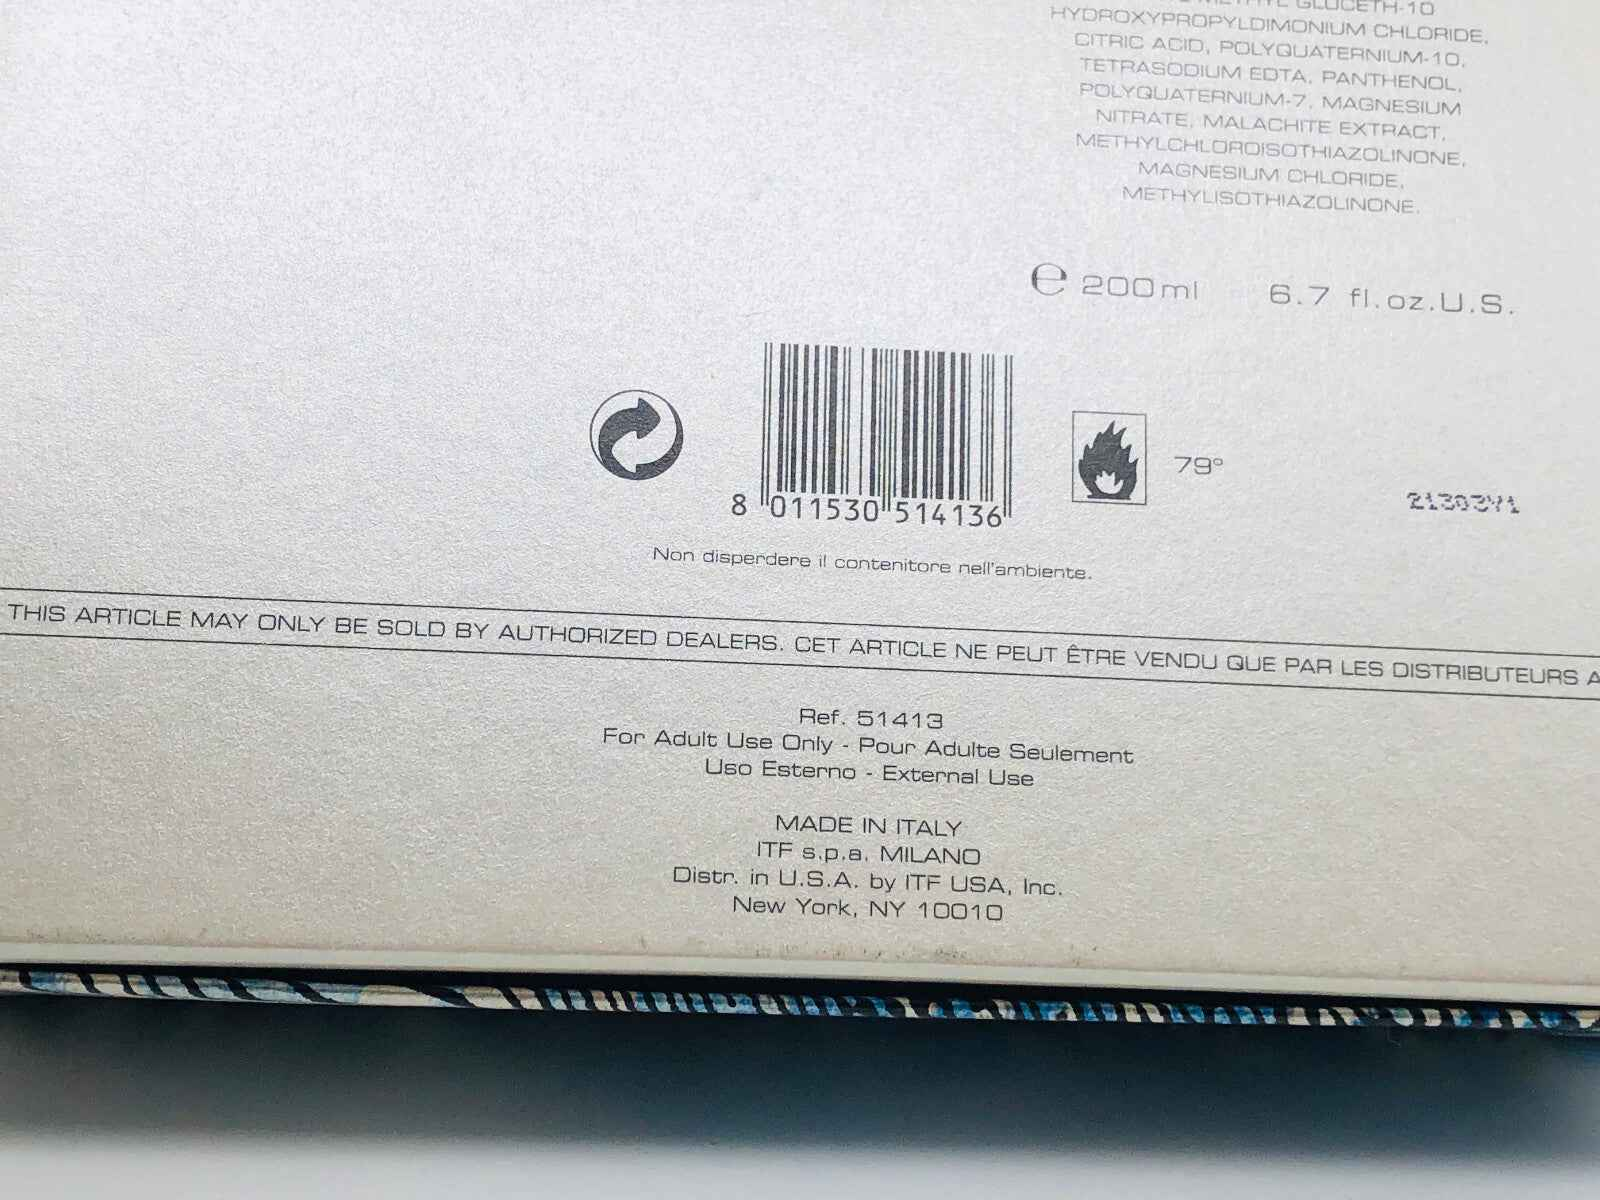 METHYL GLUCETH-10
HYDROXYPROPYLDIMONIUM CHLORIDE,
CITRIC ACID, POLYQUATERNIUM-10,
TETRASODIUM EDTA, PANTHENOL,
POLYQUATERNIUM-7, MAGNESIUM
NITRATE, MALACHITE EXTRACT,
METHYLCHLOROISOTHIAZOLINONE,
MAGNESIUM CHLORIDE,
METHYLISOTHIAZOLINONE.
℮ 200ml 6.7 fl.oz.U.S.
79°
8 011530 514136
21303Y1
Non disperdere il contenitore nell'ambiente.
THIS ARTICLE MAY ONLY BE SOLD BY AUTHORIZED DEALERS. CET ARTICLE NE PEUT ÊTRE VENDU QUE PAR LES DISTRIBUTEURS A
Ref. 51413
For Adult Use Only - Pour Adulte Seulement
Uso Esterno - External Use
MADE IN ITALY
ITF s.p.a. MILANO
Distr. in U.S.A. by ITF USA, Inc.
New York, NY 10010